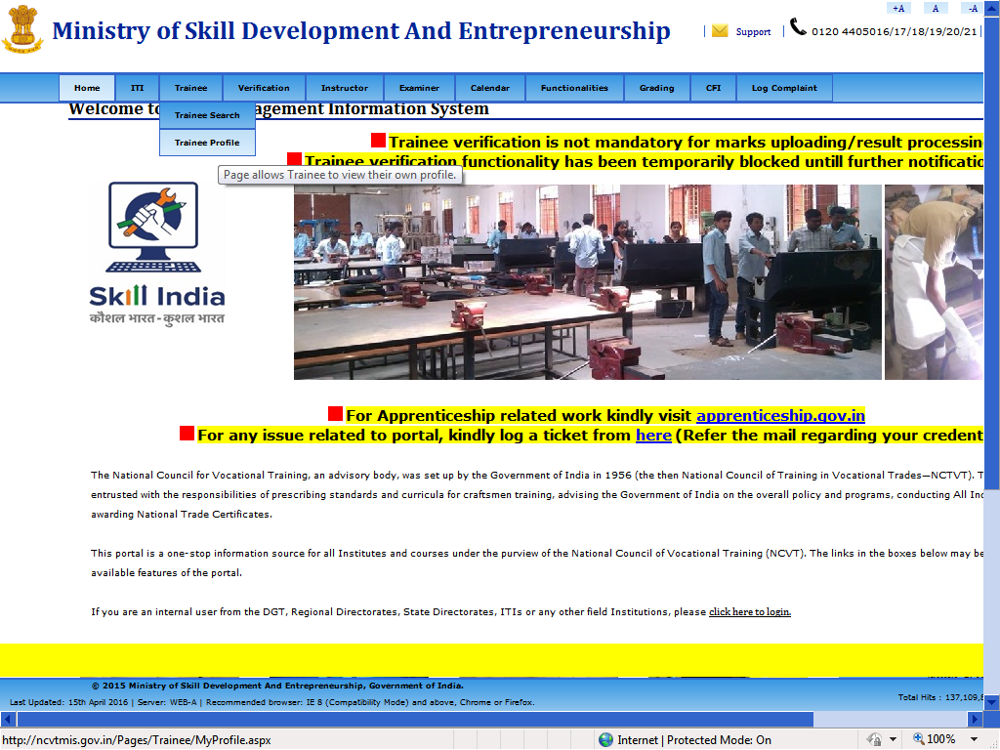 +A A -A
Ministry of Skill Development And Entrepreneurship
Support 0120 4405016/17/18/19/20/21
Home ITI Trainee Verification Instructor Examiner Calendar Functionalities Grading CFI Log Complaint
Welcome to agement Information System
Trainee Search
Trainee Profile
Trainee verification is not mandatory for marks uploading/result processin
Trainee verification functionality has been temporarily blocked untill further notificatio
Page allows Trainee to view their own profile.
Skill India
कौशल भारत - कुशल भारत
For Apprenticeship related work kindly visit apprenticeship.gov.in
For any issue related to portal, kindly log a ticket from here (Refer the mail regarding your credent
The National Council for Vocational Training, an advisory body, was set up by the Government of India in 1956 (the then National Council of Training in Vocational Trades—NCTVT). T
entrusted with the responsibilities of prescribing standards and curricula for craftsmen training, advising the Government of India on the overall policy and programs, conducting All Ind
awarding National Trade Certificates.
This portal is a one-stop information source for all Institutes and courses under the purview of the National Council of Vocational Training (NCVT). The links in the boxes below may be
available features of the portal.
If you are an internal user from the DGT, Regional Directorates, State Directorates, ITIs or any other field Institutions, please click here to login.
© 2015 Ministry of Skill Development And Entrepreneurship, Government of India.
Last Updated: 15th April 2016 | Server: WEB-A | Recommended browser: IE 8 (Compatibility Mode) and above, Chrome or Firefox.
Total Hits : 137,109,8
http://ncvtmis.gov.in/Pages/Trainee/MyProfile.aspx Internet | Protected Mode: On 100%